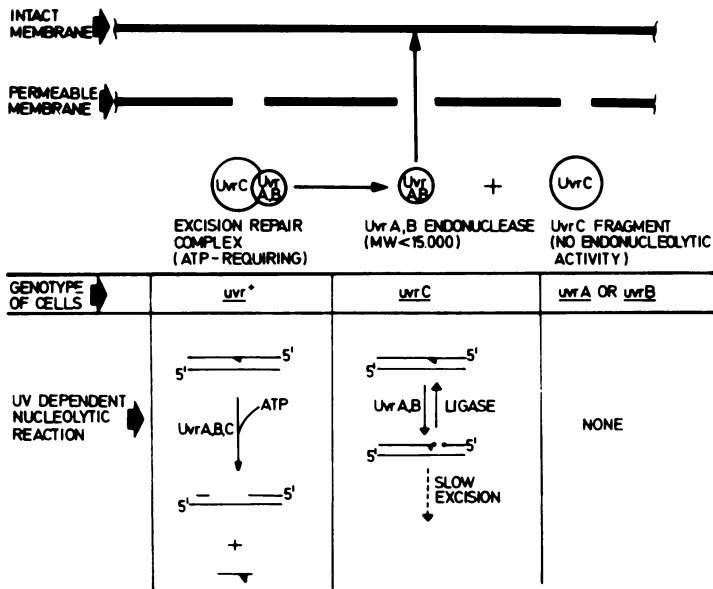 INTACT
MEMBRANE
PERMEABLE
MEMBRANE
UvrC
Uvr
A,B
Uvr
A,B
+
UvrC
EXCISION REPAIR
COMPLEX
(ATP-REQUIRING)
UvrA,B ENDONUCLEASE
(MW<15.000)
UvrC FRAGMENT
(NO ENDONUCLEOLYTIC
ACTIVITY)
GENOTYPE
OF CELLS
uvr+
uvrC
uvrA OR uvrB
UV DEPENDENT
NUCLEOLYTIC
REACTION
5'
5'
ATP
UvrA,B,C
5'
5'
+
5'
5'
UvrA,B
LIGASE
5'
5'
SLOW
EXCISION
NONE